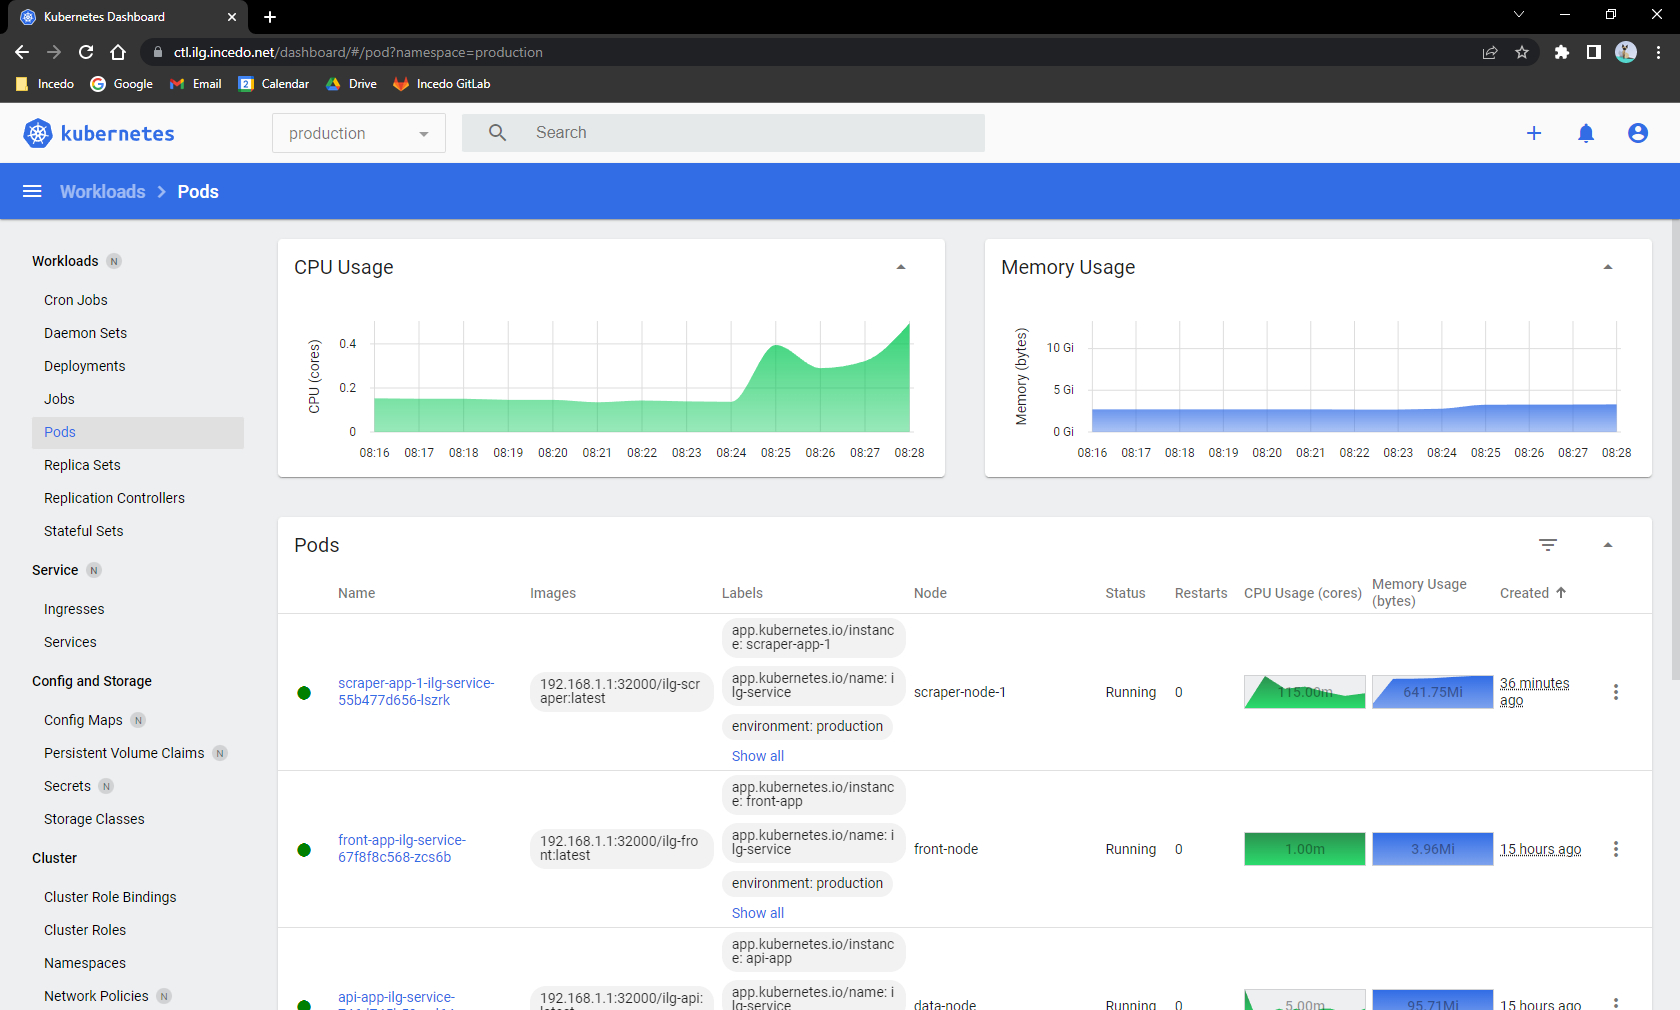 Kubernetes Dashboard
ctl.ilg.incedo.net/dashboard/#/pod?namespace=production
Incedo Google Email 2 Calendar Drive Incedo GitLab
kubernetes production Search
Workloads > Pods
Workloads N
Cron Jobs
Daemon Sets
Deployments
Jobs
Pods
Replica Sets
Replication Controllers
Stateful Sets
Service N
Ingresses
Services
Config and Storage
Config Maps N
Persistent Volume Claims N
Secrets N
Storage Classes
Cluster
Cluster Role Bindings
Cluster Roles
Namespaces
Network Policies N
CPU Usage
CPU (cores)
0.4
0.2
0
08:16 08:17 08:18 08:19 08:20 08:21 08:22 08:23 08:24 08:25 08:26 08:27 08:28
Memory Usage
Memory (bytes)
10 Gi
5 Gi
0 Gi
08:16 08:17 08:18 08:19 08:20 08:21 08:22 08:23 08:24 08:25 08:26 08:27 08:28
Pods
Name Images Labels Node Status Restarts CPU Usage (cores) Memory Usage
(bytes) Created
scraper-app-1-ilg-service-
55b477d656-lszrk
192.168.1.1:32000/ilg-scr
aper:latest
app.kubernetes.io/instanc
e: scraper-app-1
app.kubernetes.io/name: i
lg-service
environment: production
Show all
scraper-node-1
Running
0
115.00m
641.75Mi
36 minutes
ago
front-app-ilg-service-
67f8f8c568-zcs6b
192.168.1.1:32000/ilg-fro
nt:latest
app.kubernetes.io/instanc
e: front-app
app.kubernetes.io/name: i
lg-service
environment: production
Show all
front-node
Running
0
1.00m
3.96Mi
15 hours ago
api-app-ilg-service-
192.168.1.1:32000/ilg-api:
latest
app.kubernetes.io/instanc
e: api-app
app.kubernetes.io/name: i
lg-service
data-node
Running
0
5.00m
95.71Mi
15 hours ago